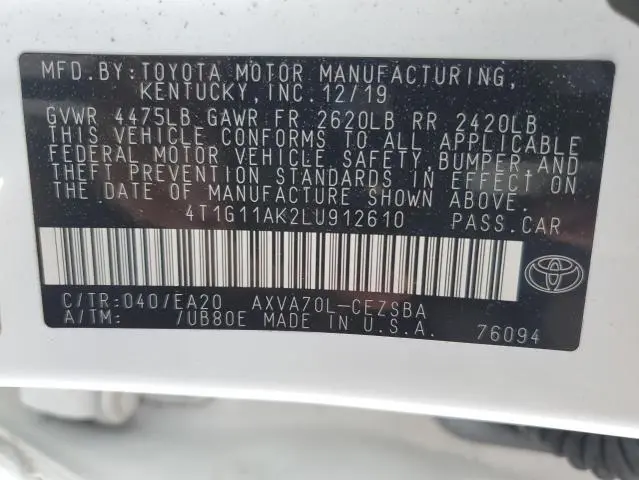 MFD.BY:TOYOTA MOTOR MANUFACTURING,
KENTUCKY, INC.12/19
GVWR 4475LB GAWR FR 2620LB RR 2420LB
THIS VEHICLE CONFORMS TO ALL APPLICABLE
FEDERAL MOTOR VEHICLE SAFETY,BUMPER,AND
THEFT PREVENTION STANDARDS IN EFFECT ON
THE DATE OF MANUFACTURE SHOWN ABOVE.
4T1G11AK2LU912610 PASS.CAR
C/TR:040/EA20 AXVA70L-CEZSBA
A/TM: /UB80E MADE IN U.S.A. 76094